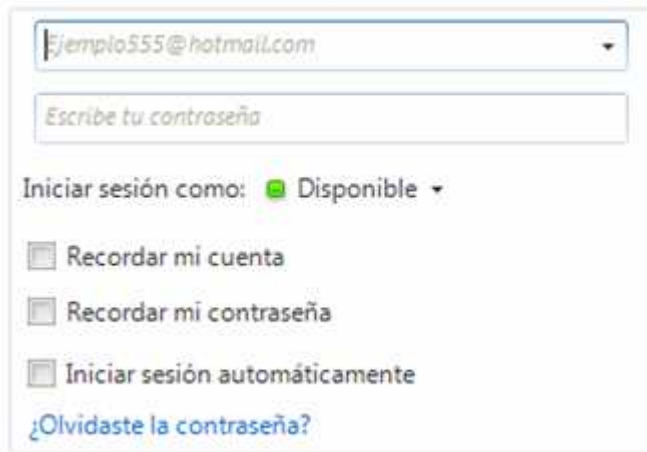 Ejemplo555@hotmail.com
Escribe tu contraseña
Iniciar sesión como: Disponible
Recordar mi cuenta
Recordar mi contraseña
Iniciar sesión automáticamente
¿Olvidaste la contraseña?